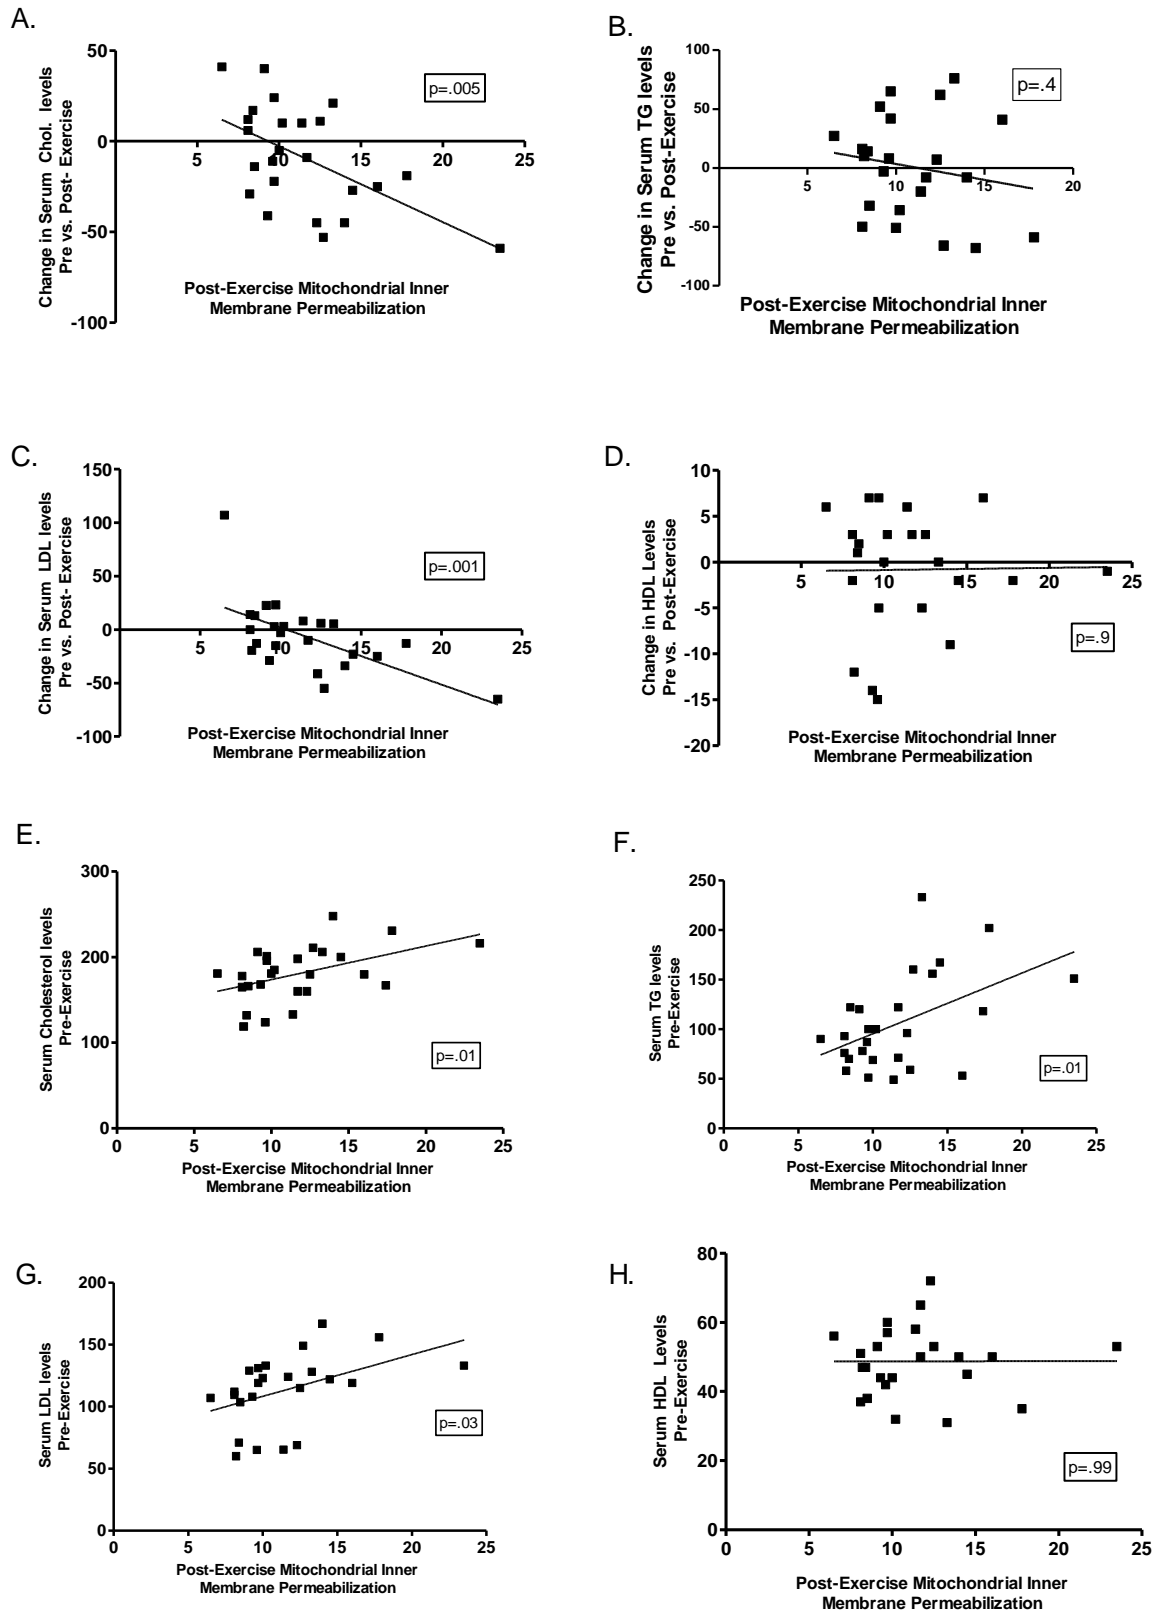 A.
50
0
-50
-100
5
10
15
20
25
p=.005
Change in Serum Chol. levels
Pre vs. Post- Exercise
Post-Exercise Mitochondrial Inner
Membrane Permeabilization
B.
100
50
0
-50
-100
5
10
15
20
p=.4
Change in Serum TG levels
Pre vs. Post-Exercise
Post-Exercise Mitochondrial Inner
Membrane Permeabilization
C.
150
100
50
0
-50
-100
5
10
15
20
25
p=.001
Change in Serum LDL levels
Pre vs. Post- Exercise
Post-Exercise Mitochondrial Inner
Membrane Permeabilization
D.
10
5
0
-5
-10
-15
-20
5
10
15
20
25
p=.9
Change in HDL Levels
Pre vs. Post-Exercise
Post-Exercise Mitochondrial Inner
Membrane Permeabilization
E.
300
200
100
0
0
5
10
15
20
25
p=.01
Serum Cholesterol levels
Pre-Exercise
Post-Exercise Mitochondrial Inner
Membrane Permeabilization
F.
250
200
150
100
50
0
0
5
10
15
20
25
p=.01
Serum TG levels
Pre-Exercise
Post-Exercise Mitochondrial Inner
Membrane Permeabilization
G.
200
150
100
50
0
0
5
10
15
20
25
p=.03
Serum LDL levels
Pre-Exercise
Post-Exercise Mitochondrial Inner
Membrane Permeabilization
H.
80
60
40
20
0
0
5
10
15
20
25
p=.99
Serum HDL Levels
Pre-Exercise
Post-Exercise Mitochondrial Inner
Membrane Permeabilization